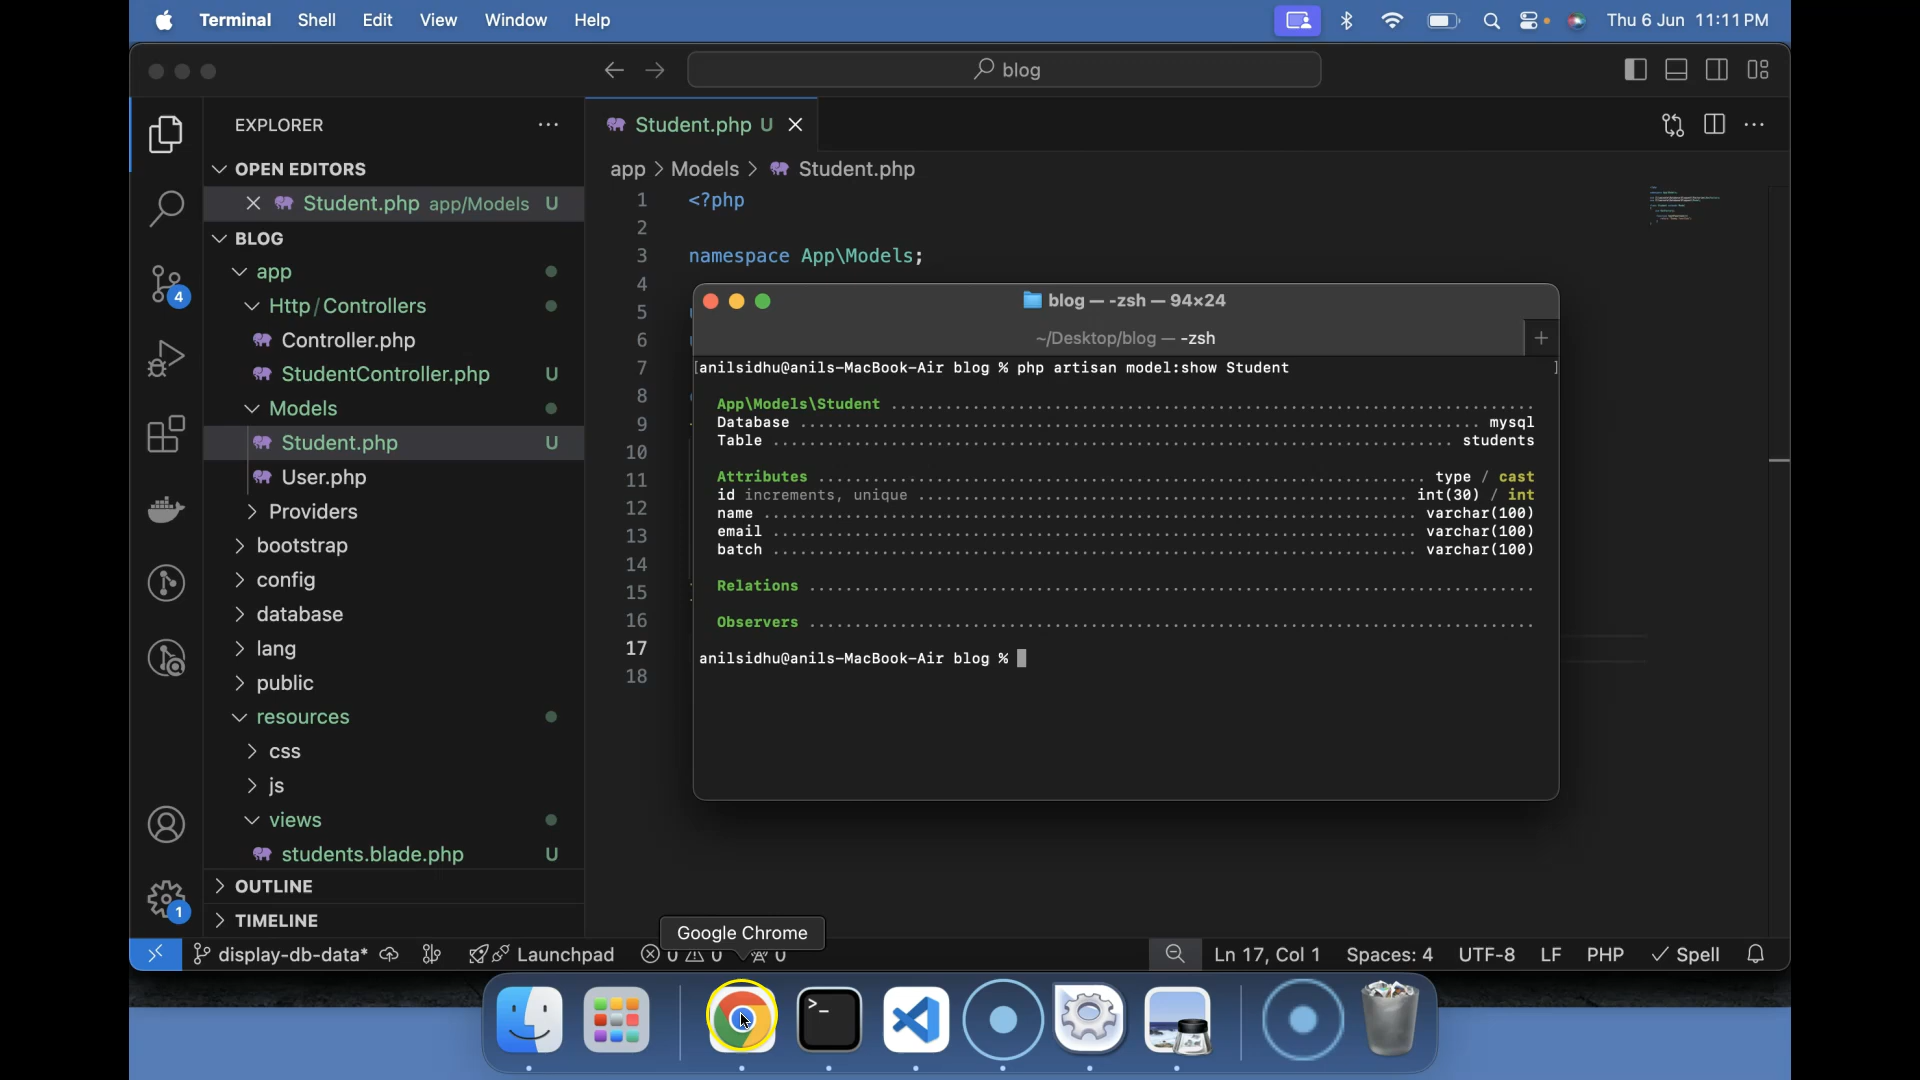 Terminal Shell Edit View Window Help Thu 6 Jun 11:11 PM
blog
EXPLORER
OPEN EDITORS
Student.php app/Models U
BLOG
app
Http / Controllers
Controller.php
StudentController.php U
Models
Student.php U
User.php
Providers
bootstrap
config
database
lang
public
resources
css
js
views
students.blade.php U
OUTLINE
TIMELINE
4
1
Student.php U
app > Models > Student.php
1 <?php
2
3 namespace App\Models;
4
5
6
7
8
9
10
11
12
13
14
15
16
17
18
blog — -zsh — 94×24
~/Desktop/blog — -zsh
[anilsidhu@anils-MacBook-Air blog % php artisan model:show Student ]
App\Models\Student ......................................................................
Database ........................................................................... mysql
Table ........................................................................... students
Attributes ................................................................... type / cast
id increments, unique ...................................................... int(30) / int
name ........................................................................ varchar(100)
email ....................................................................... varchar(100)
batch ....................................................................... varchar(100)
Relations ................................................................................
Observers ................................................................................
anilsidhu@anils-MacBook-Air blog %
Google Chrome
display-db-data* Launchpad 0 0 0 Ln 17, Col 1 Spaces: 4 UTF-8 LF PHP Spell
>_